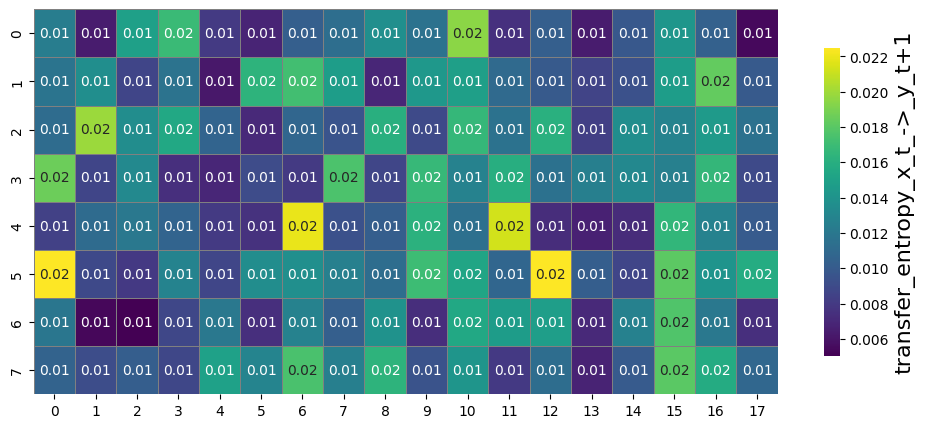 0 0.01 0.01 0.01 0.02 0.01 0.01 0.01 0.01 0.01 0.01 0.02 0.01 0.01 0.01 0.01 0.01 0.01 0.01
1 0.01 0.01 0.01 0.01 0.01 0.02 0.02 0.01 0.01 0.01 0.01 0.01 0.01 0.01 0.01 0.01 0.02 0.01
2 0.01 0.02 0.01 0.02 0.01 0.01 0.01 0.01 0.02 0.01 0.02 0.01 0.02 0.01 0.01 0.01 0.01 0.01
3 0.02 0.01 0.01 0.01 0.01 0.01 0.01 0.02 0.01 0.02 0.01 0.02 0.01 0.01 0.01 0.01 0.02 0.01
4 0.01 0.01 0.01 0.01 0.01 0.01 0.02 0.01 0.01 0.02 0.01 0.02 0.01 0.01 0.01 0.02 0.01 0.01
5 0.02 0.01 0.01 0.01 0.01 0.01 0.01 0.01 0.01 0.02 0.02 0.01 0.02 0.01 0.01 0.02 0.01 0.02
6 0.01 0.01 0.01 0.01 0.01 0.01 0.01 0.01 0.01 0.01 0.02 0.01 0.01 0.01 0.01 0.02 0.01 0.01
7 0.01 0.01 0.01 0.01 0.01 0.01 0.02 0.01 0.02 0.01 0.01 0.01 0.01 0.01 0.01 0.02 0.02 0.01
0 1 2 3 4 5 6 7 8 9 10 11 12 13 14 15 16 17
0.022
0.020
0.018
0.016
0.014
0.012
0.010
0.008
0.006
transfer_entropy_x_t_->_y_t+1